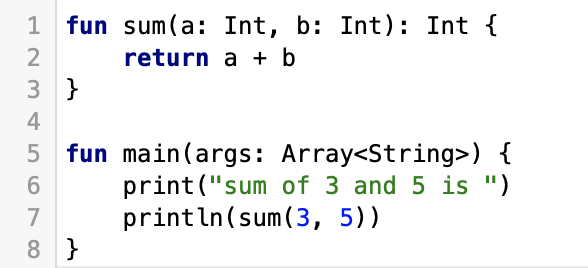 1 fun sum(a: Int, b: Int): Int {
2     return a + b
3 }
4
5 fun main(args: Array<String>) {
6     print("sum of 3 and 5 is ")
7     println(sum(3, 5))
8 }